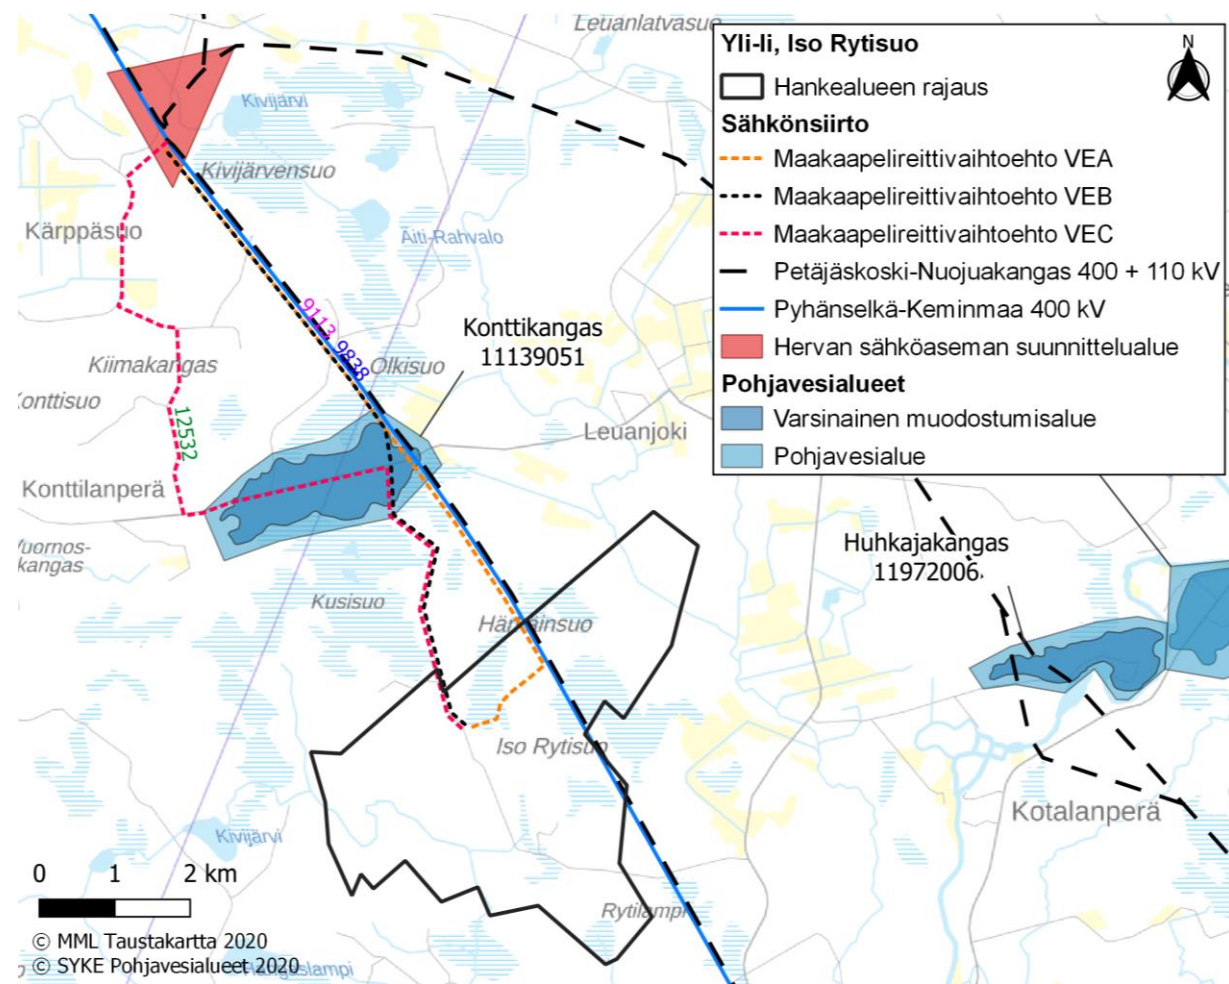 Leuanlatvasuo
Yli-Ii, Iso Rytisuo
N
Hankealueen rajaus
Sähkönsiirto
Maakaapelireittivaihtoehto VEA
Maakaapelireittivaihtoehto VEB
Maakaapelireittivaihtoehto VEC
Petäjäskoski-Nuojuakangas 400 + 110 kV
Pyhänselkä-Keminmaa 400 kV
Hervan sähköaseman suunnittelualue
Pohjavesialueet
Varsinainen muodostumisalue
Pohjavesialue
Kivijärvi
Kivijärvensuo
Kärppäsuo
Äiti-Rahvalo
9113
9838
Konttikangas
11139051
Kiimakangas
Olkisuo
Konttisuo
12532
Leuanjoki
Konttilanperä
Vuornos-
kangas
Huhkajakangas
11972006
Kusisuo
Hämäinsuo
Iso Rytisuo
Kotalanperä
Kivijärvi
0 1 2 km
Rytilampi
© MML Taustakartta 2020
© SYKE Pohjavesialueet 2020